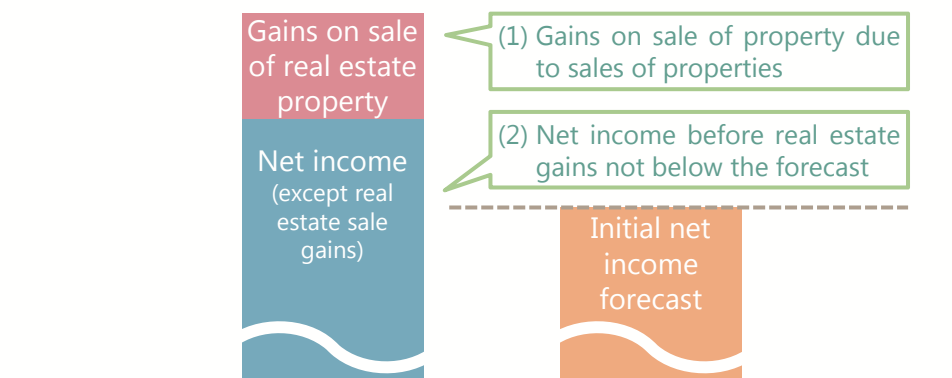 Gains on sale
of real estate
property
(1) Gains on sale of property due
to sales of properties
(2) Net income before real estate
gains not below the forecast
Net income
(except real
estate sale
gains)
Initial net
income
forecast